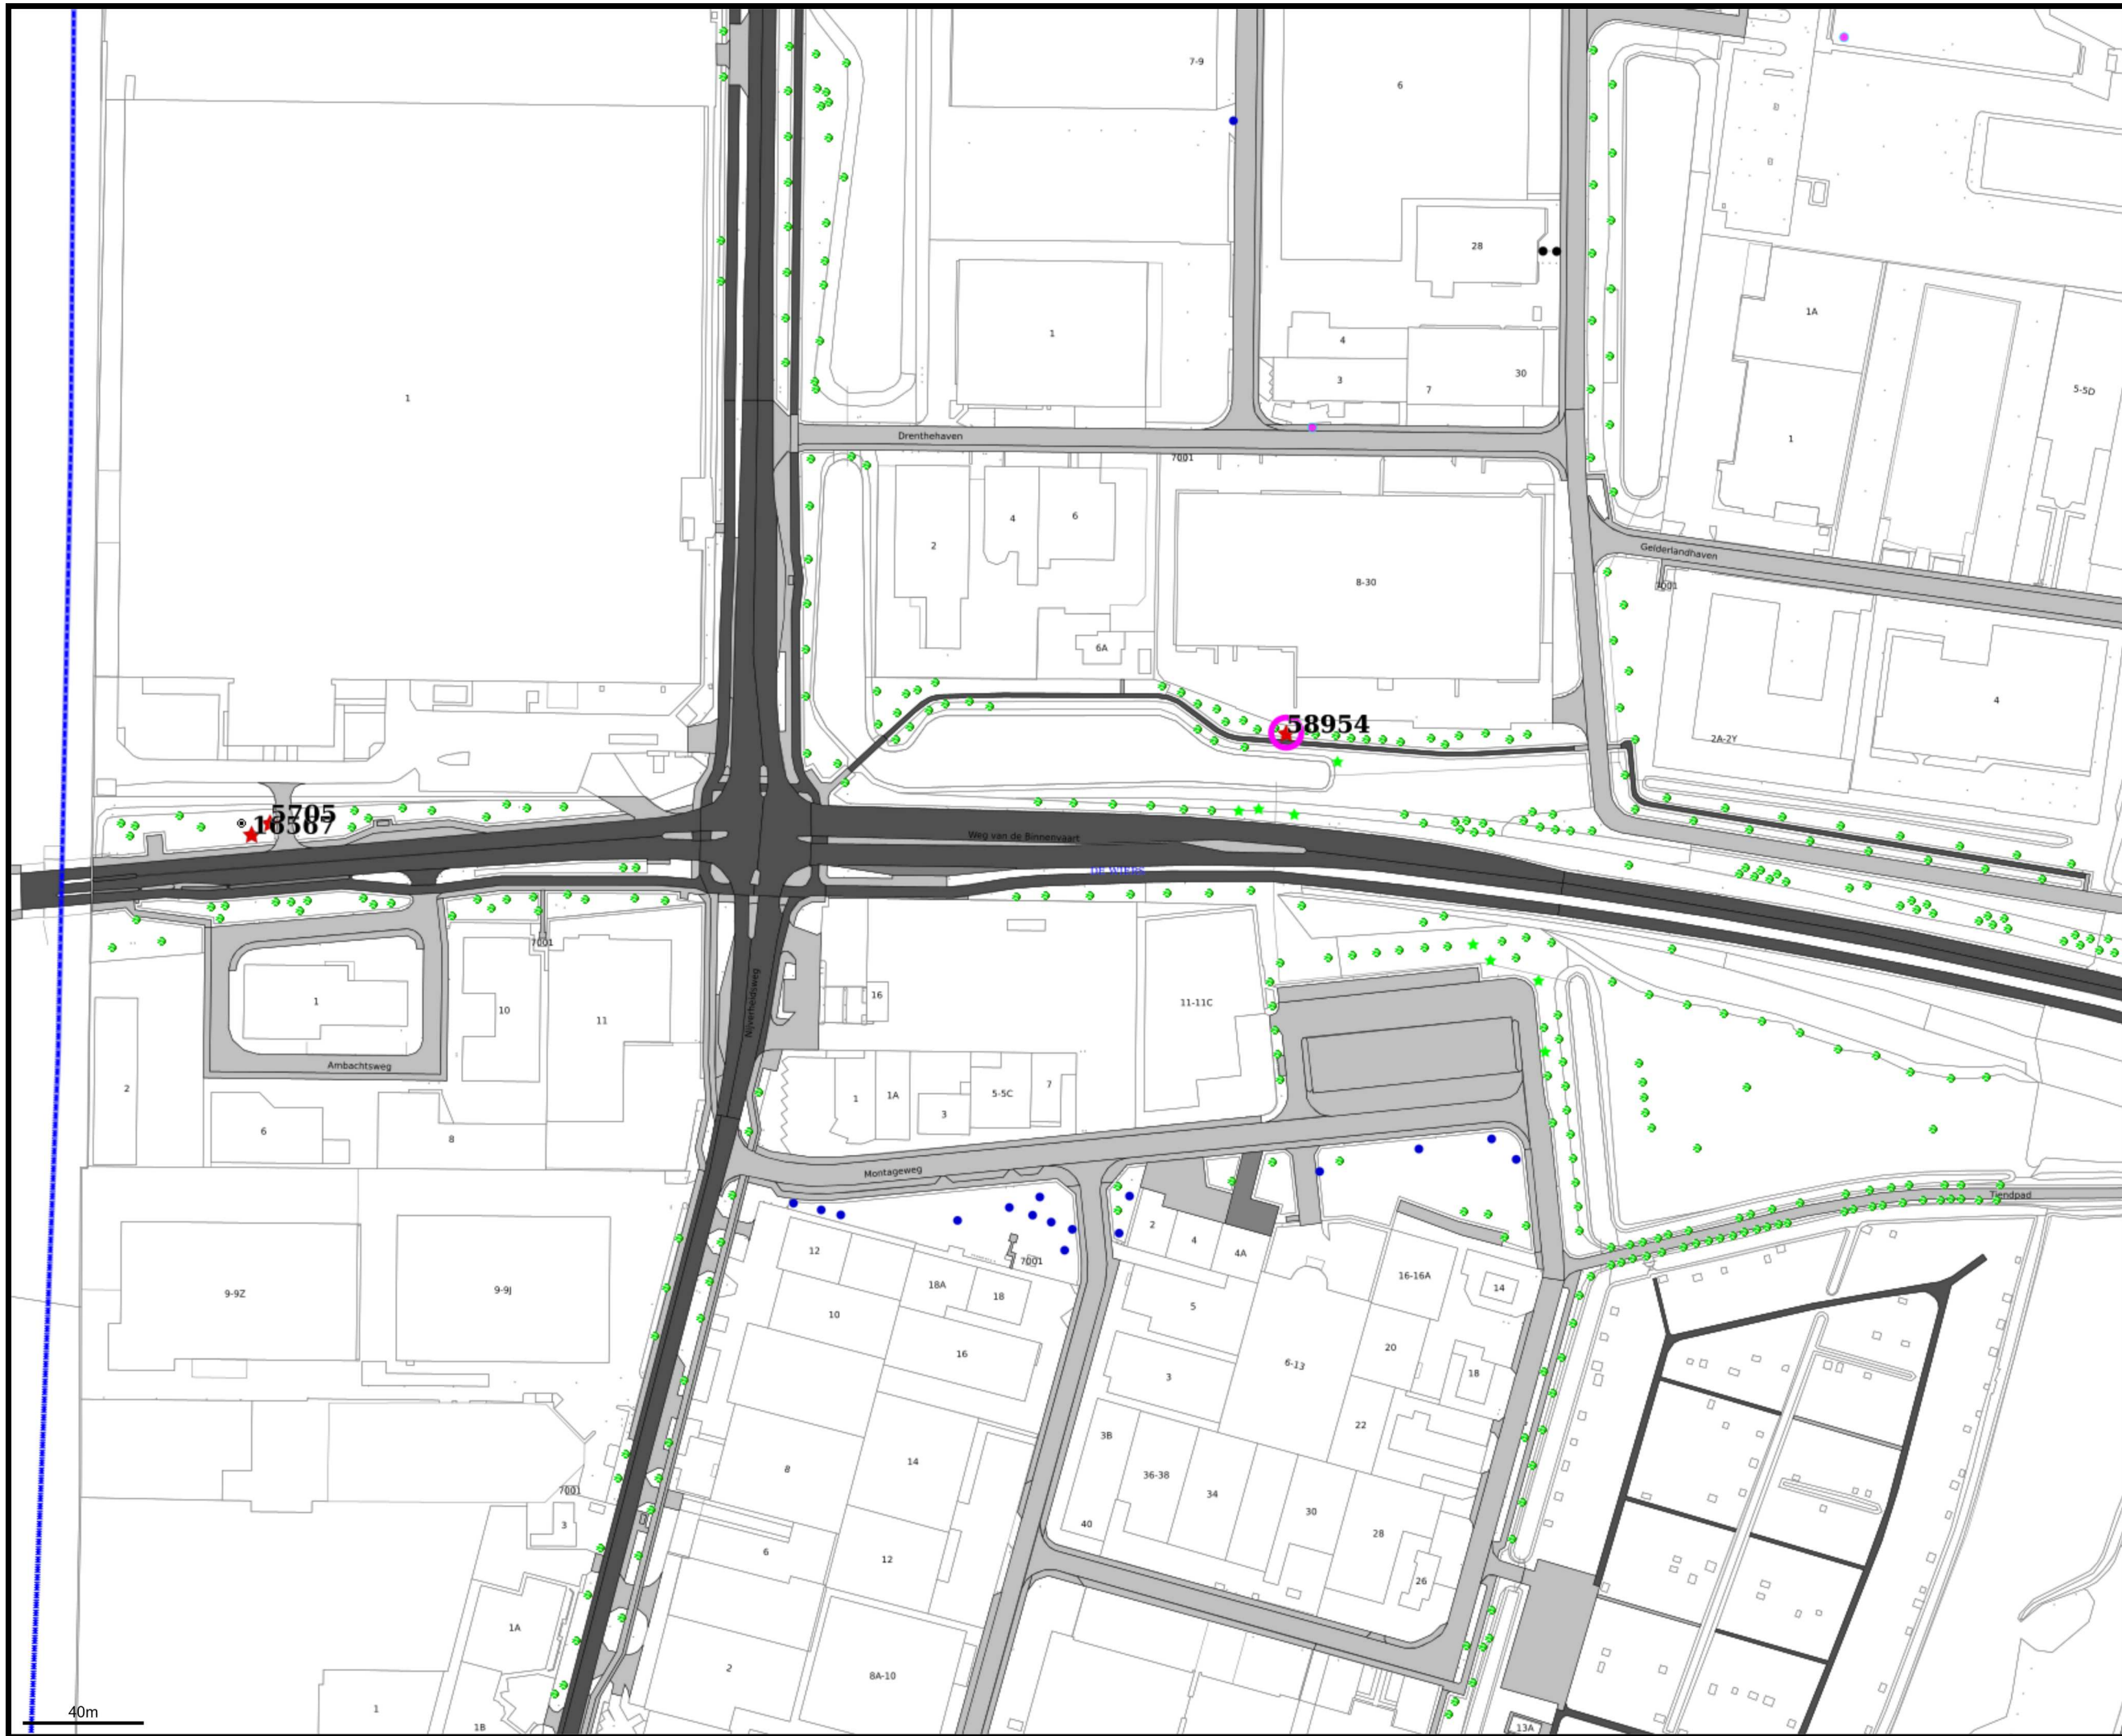 7-9
6
28
1
1A
4
3
7
30
5-5D
1
1
Drenthehaven
7001
4
6
2
8-30
Gelderlandhaven
7001
6A
4
58954
2A-2Y
5705
16587
Weg van de Binnenvaart
DE WIERS
7001
1
10
11
Nijverheidsweg
16
11-11C
Ambachtsweg
2
1
1A
3
5-5C
7
6
8
Montageweg
Tiendpad
2
4
4A
12
7001
18A
18
16-16A
14
9-9Z
9-9J
5
10
16
20
3
6-13
18
22
3B
8
14
36-38
34
7001
30
3
40
28
6
12
26
1A
2
8A-10
1
1B
13A
40m